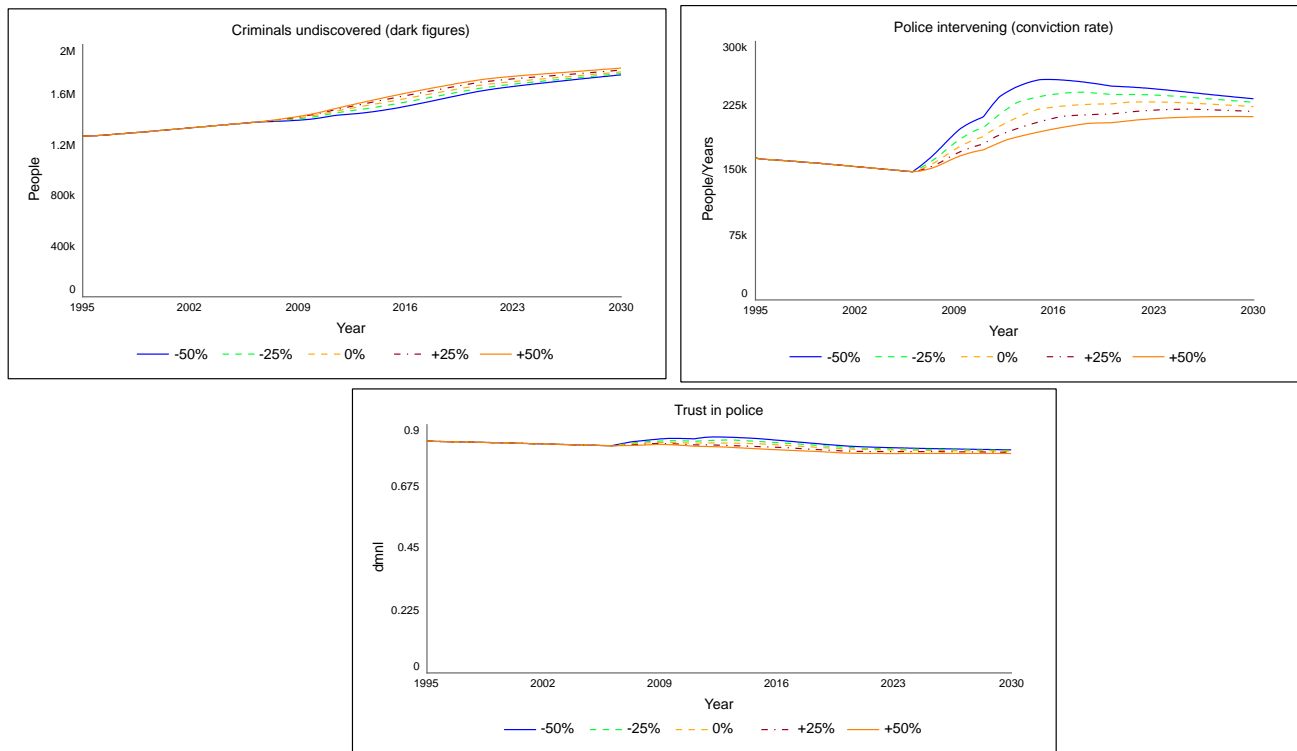 Criminals undiscovered (dark figures)
2M
1.6M
1.2M
800k
400k
0
People
1995 2002 2009 2016 2023 2030
Year
-50% -25% 0% +25% +50%
Police intervening (conviction rate)
300k
225k
150k
75k
0
People/Years
1995 2002 2009 2016 2023 2030
Year
-50% -25% 0% +25% +50%
Trust in police
0.9
0.675
0.45
0.225
0
dmnl
1995 2002 2009 2016 2023 2030
Year
-50% -25% 0% +25% +50%